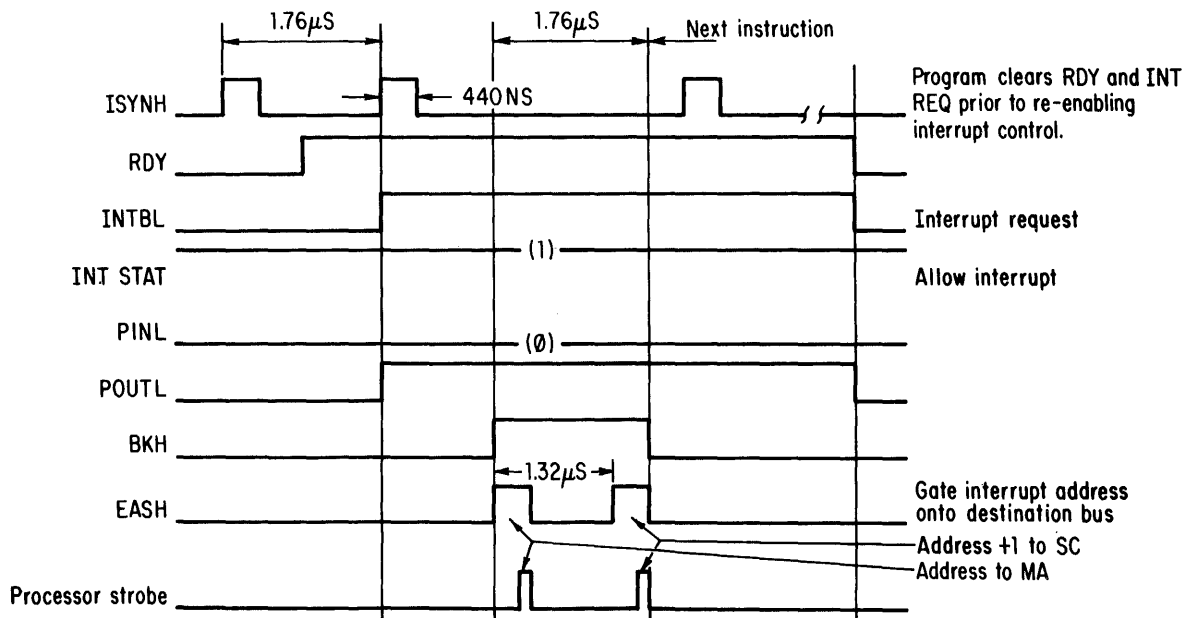 1.76μS
1.76μS
Next instruction
ISYNH
440NS
Program clears RDY and INT
REQ prior to re-enabling
interrupt control.
RDY
INTBL
Interrupt request
(1)
INT STAT
Allow interrupt
PINL
(Ø)
POUTL
BKH
1.32μS
EASH
Gate interrupt address
onto destination bus
Address +1 to SC
Address to MA
Processor strobe